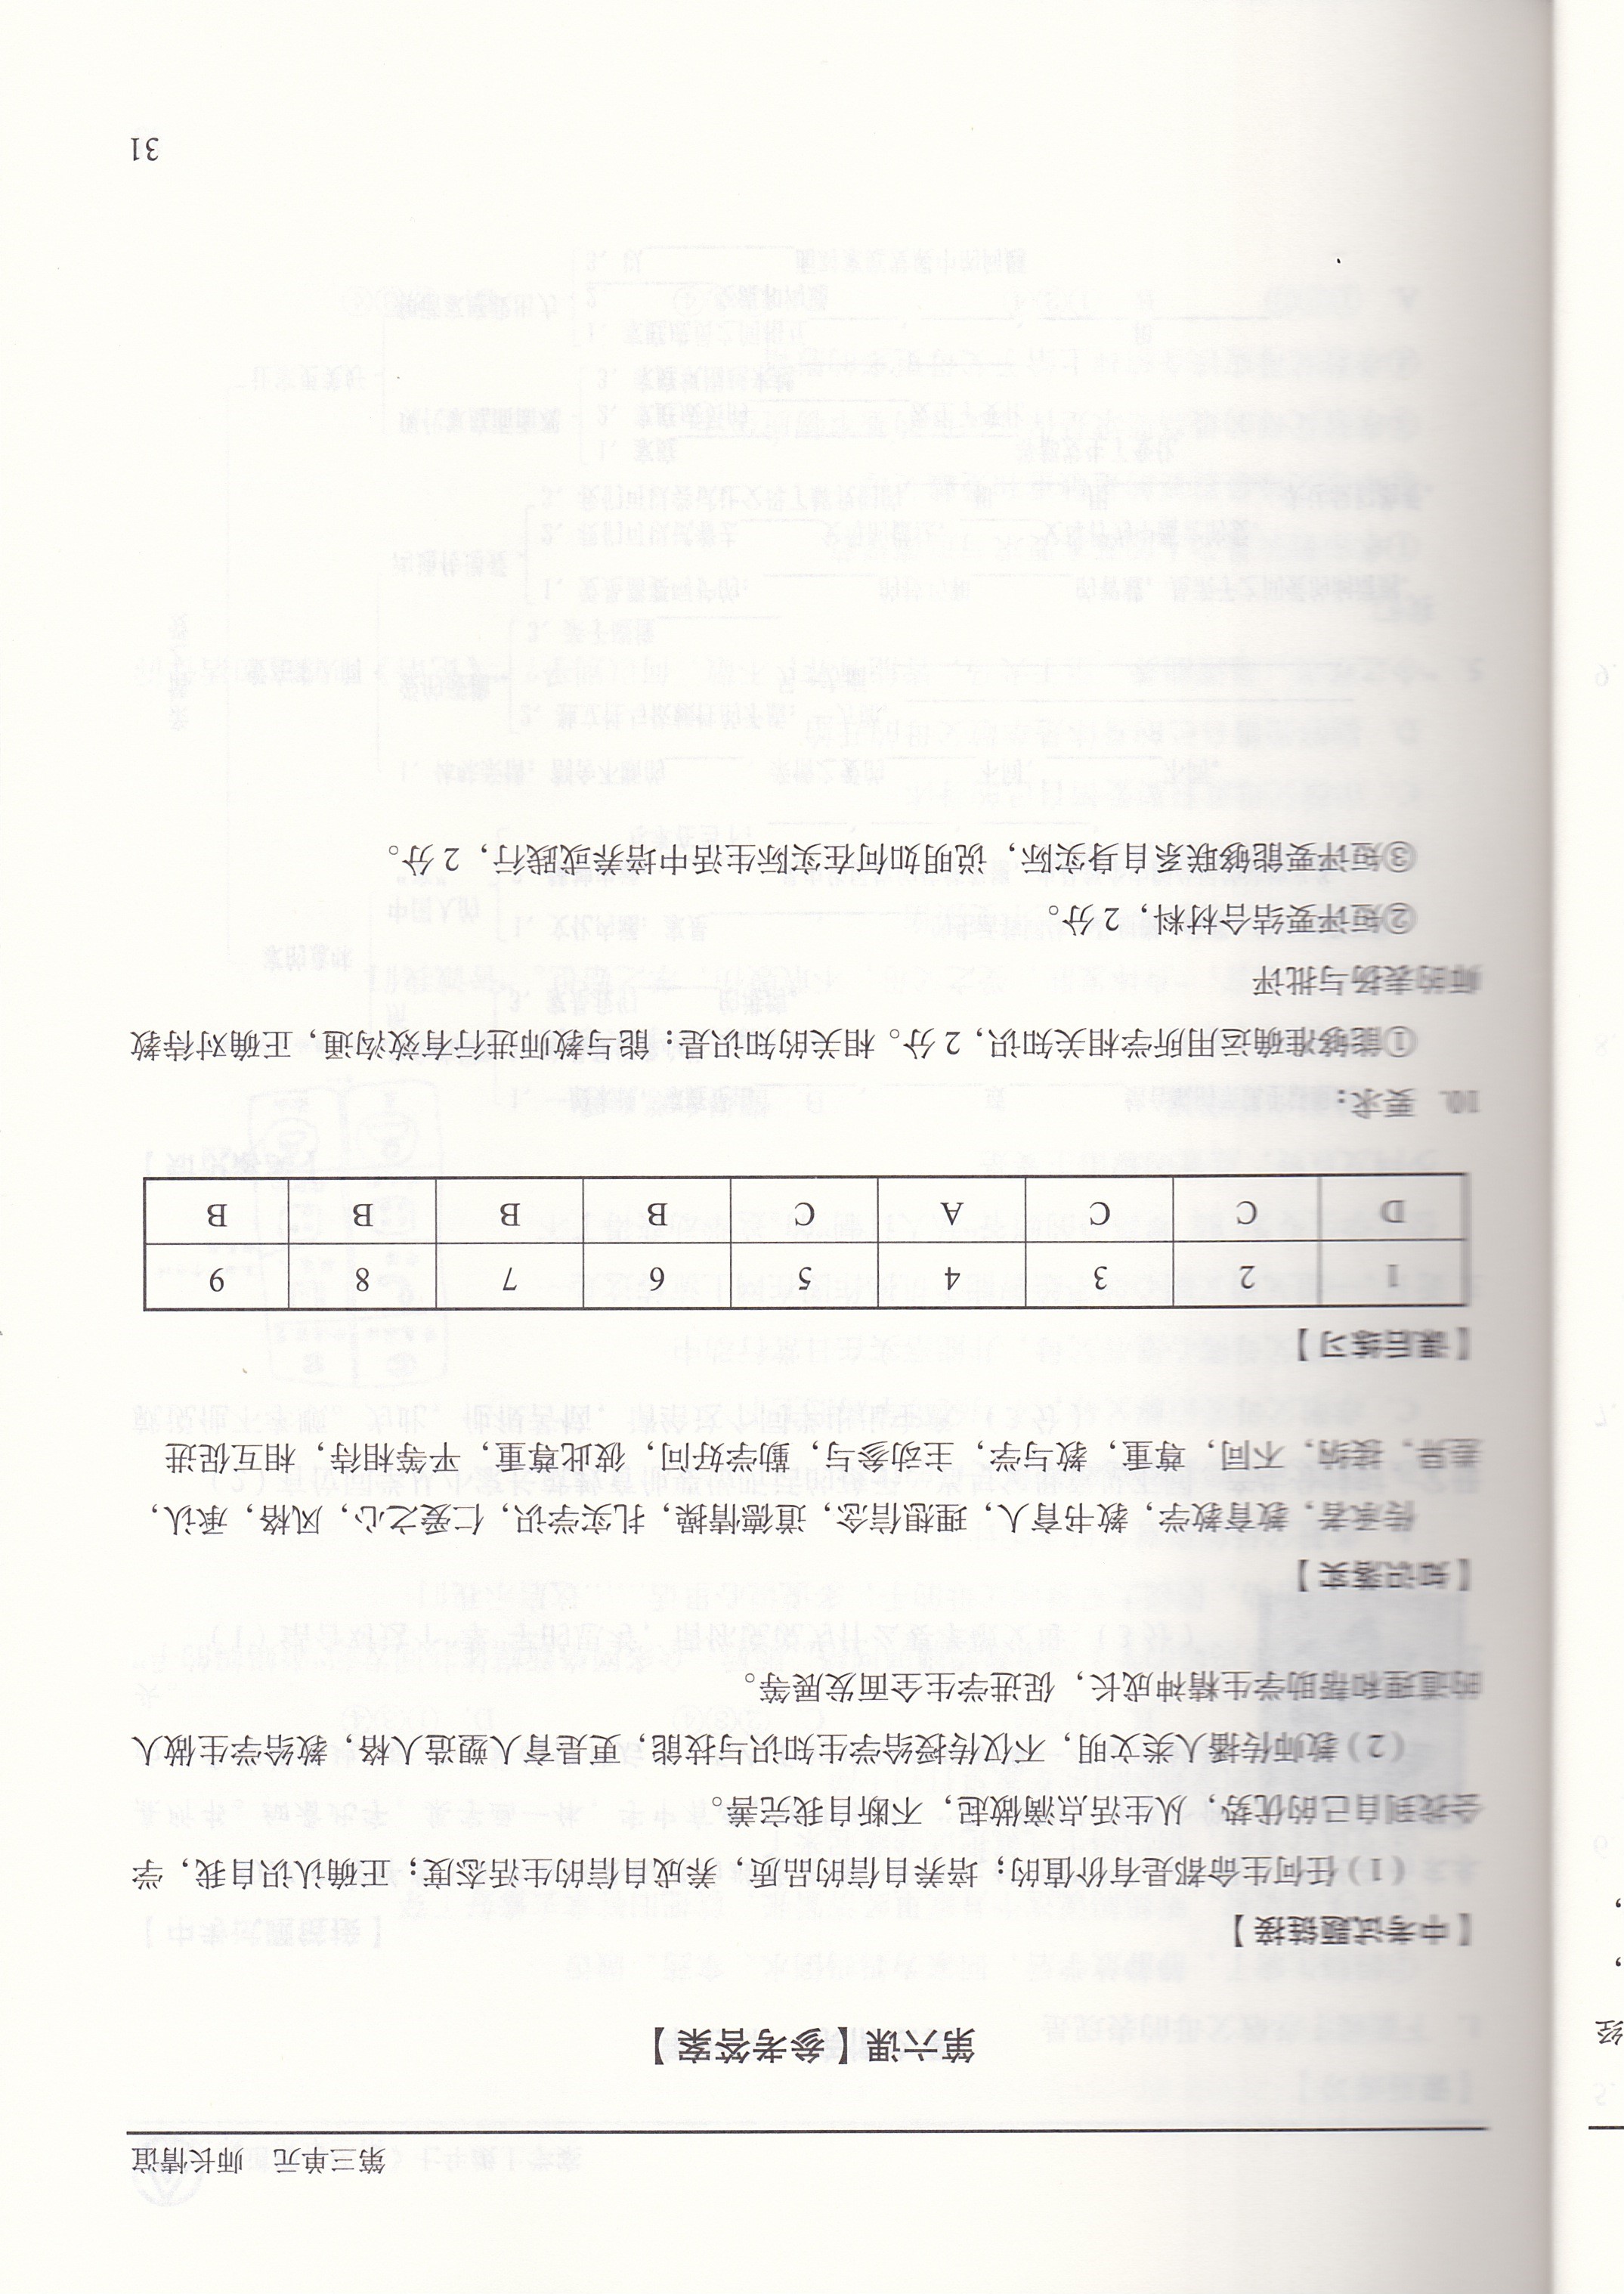 第三单元 师长情谊
第六课【参考答案】
【中考试题链接】
（1）任何生命都是有价值的；培养自信的品质，养成自信的生活态度；正确认识自我，学
会找到自己的优势，从生活点滴做起，不断自我完善。
（2）教师传播人类文明，不仅传授给学生知识与技能，更是育人塑造人格，教给学生做人
的道理和帮助学生精神成长，促进学生全面发展等。
【知识落实】
传承者，教育教学，教书育人，理想信念，道德情操，扎实学识，仁爱之心，风格，承认，
差异，接纳，不同，尊重，教与学，主动参与，勤学好问，彼此尊重，平等相待，相互促进
【课后练习】
1 2 3 4 5 6 7 8 9
D C C A C B B B B
10. 要求：
①能够准确运用所学相关知识，2 分。相关的知识是：能与教师进行有效沟通，正确对待教
师的表扬与批评
②短评要结合材料，2 分。
③短评要能够联系自身实际，说明如何在实际生活中培养或践行，2 分。
31